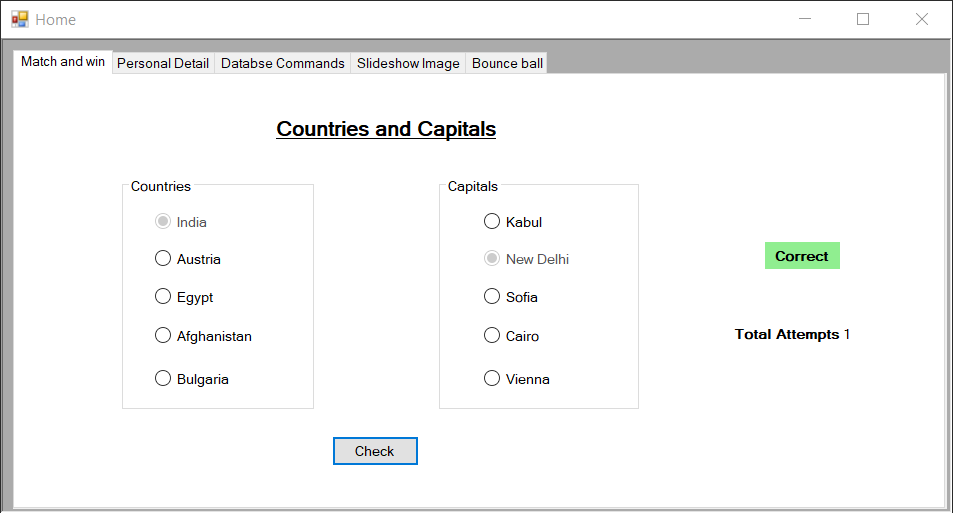 Home
Match and win
Personal Detail
Databse Commands
Slideshow Image
Bounce ball
Countries and Capitals
Countries
India
Austria
Egypt
Afghanistan
Bulgaria
Capitals
Kabul
New Delhi
Sofia
Cairo
Vienna
Correct
Total Attempts 1
Check